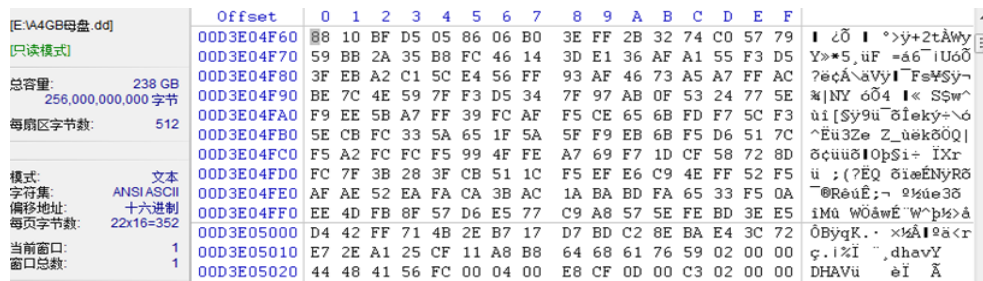 [E:\A4GB母盘.dd]
[只读模式]
总容量: 238 GB
256,000,000,000 字节
每扇区字节数: 512
模式: 文本
字符集: ANSI ASCII
偏移地址: 十六进制
每页字节数: 22x16=352
当前窗口: 1
窗口总数: 1
Offset 0 1 2 3 4 5 6 7 8 9 A B C D E F
00D3E04F60 88 10 BF D5 05 86 06 B0 3E FF 2B 32 74 C0 57 79
00D3E04F70 59 BB 2A 35 B8 FC 46 14 3D E1 36 AF A1 55 F3 D5
00D3E04F80 3F EB A2 C1 5C E4 56 FF 93 AF 46 73 A5 A7 FF AC
00D3E04F90 BE 7C 4E 59 7F F3 D5 34 7F 97 AB 0F 53 24 77 5E
00D3E04FA0 F9 EE 5B A7 FF 39 FC AF F5 CE 65 6B FD F7 5C F3
00D3E04FB0 5E CB FC 33 5A 65 1F 5A 5F F9 EB 6B F5 D6 51 7C
00D3E04FC0 F5 A2 FC FC F5 99 4F FE A7 69 F7 1D CF 58 72 8D
00D3E04FD0 FC 7F 3B 28 3F CB 51 1C F5 EF E6 C9 4E FF 52 F5
00D3E04FE0 AF AE 52 EA FA CA 3B AC 1A BA BD FA 65 33 F5 0A
00D3E04FF0 EE 4D FB 8F 57 D6 E5 77 C9 A8 57 5E FE BD 3E E5
00D3E05000 D4 42 FF 71 4B 2E B7 17 D7 BD C2 8E BA E4 3C 72
00D3E05010 E7 2E A1 25 CF 11 A8 B8 64 68 61 76 59 02 00 00
00D3E05020 44 48 41 56 FC 00 04 00 E8 CF 0D 00 C3 02 00 00